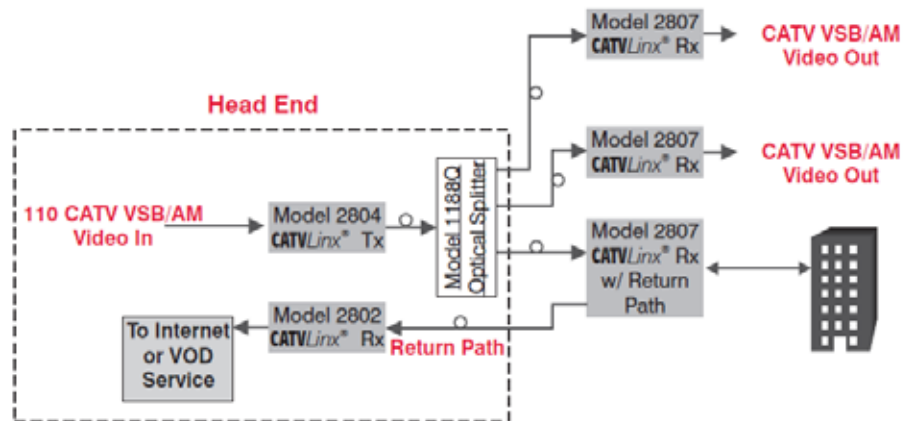 Model 2807
CATVLinx® Rx
CATV VSB/AM
Video Out
Head End
Model 2807
CATVLinx® Rx
CATV VSB/AM
Video Out
110 CATV VSB/AM
Video In
Model 2804
CATVLinx® Tx
Model 1188Q
Optical Splitter
Model 2807
CATVLinx® Rx
w/ Return
Path
Model 2802
CATVLinx® Rx
Return Path
To Internet
or VOD
Service